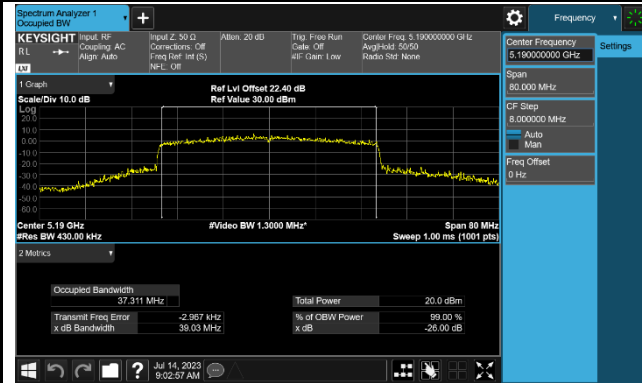 Spectrum Analyzer 1
Occupied BW
+
Frequency
KEYSIGHT
RL
LXI
Input: RF
Coupling: AC
Align: Auto
Input Z: 50 Ω
Corrections: Off
Freq Ref: Int (S)
NFE: Off
Atten: 20 dB
Trig: Free Run
Gate: Off
#IF Gain: Low
Center Freq: 5.190000000 GHz
Avg|Hold: 50/50
Radio Std: None
Center Frequency
5.190000000 GHz
Settings
Span
80.000 MHz
CF Step
8.000000 MHz
Auto
Man
Freq Offset
0 Hz
1 Graph
Scale/Div 10.0 dB
Ref Lvl Offset 22.40 dB
Ref Value 30.00 dBm
Log
20.0
10.0
0.00
-10.0
-20.0
-30.0
-40.0
-50.0
-60.0
Center 5.19 GHz
#Res BW 430.00 kHz
#Video BW 1.3000 MHz*
Span 80 MHz
Sweep 1.00 ms (1001 pts)
2 Metrics
Occupied Bandwidth
37.311 MHz
Total Power 20.0 dBm
Transmit Freq Error -2.967 kHz
% of OBW Power 99.00 %
x dB Bandwidth 39.03 MHz
x dB -26.00 dB
?
Jul 14, 2023
9:02:57 AM